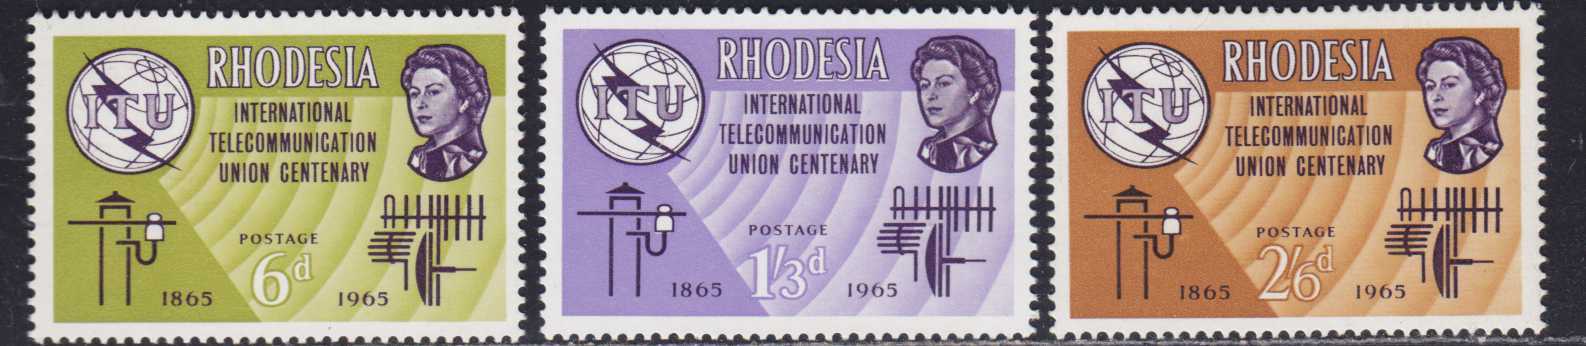 ITU
RHODESIA
INTERNATIONAL
TELECOMMUNICATION
UNION CENTENARY
POSTAGE
6d
1865 1965
ITU
RHODESIA
INTERNATIONAL
TELECOMMUNICATION
UNION CENTENARY
POSTAGE
1/3d
1865 1965
ITU
RHODESIA
INTERNATIONAL
TELECOMMUNICATION
UNION CENTENARY
POSTAGE
2/6d
1865 1965